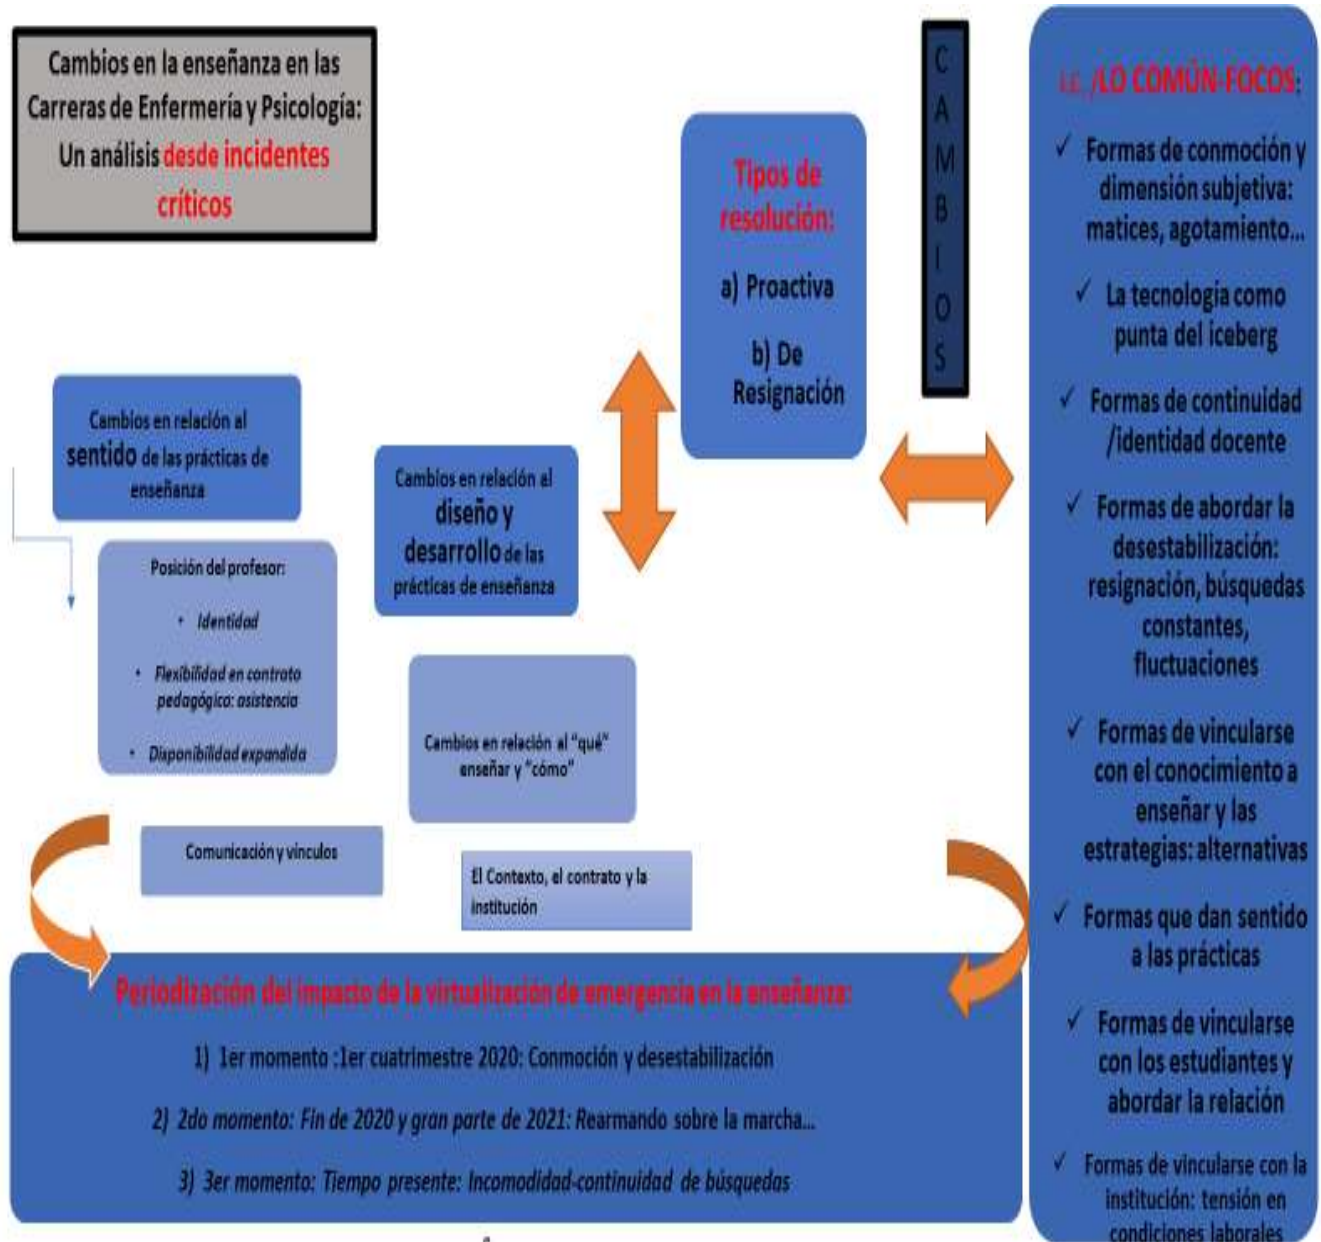 Cambios en la enseñanza en las
Carreras de Enfermería y Psicología:
Un análisis desde incidentes
críticos
Cambios en relación al
sentido de las prácticas de
enseñanza
Posición del profesor:
• Identidad
• Flexibilidad en contrato
pedagógico: asistencia
• Disponibilidad expandida
Comunicación y vínculos
Cambios en relación al
diseño y
desarrollo de las
prácticas de enseñanza
Cambios en relación al “qué”
enseñar y “cómo”
El Contexto, el contrato y la
institución
Tipos de
resolución:
a) Proactiva
b) De
Resignación
C
A
M
B
I
O
S
I.C. /LO COMÚN-FOCOS:
✓ Formas de conmoción y
dimensión subjetiva:
matices, agotamiento...
✓ La tecnología como
punta del iceberg
✓ Formas de continuidad
/identidad docente
✓ Formas de abordar la
desestabilización:
resignación, búsquedas
constantes,
fluctuaciones
✓ Formas de vincularse
con el conocimiento a
enseñar y las
estrategias: alternativas
✓ Formas que dan sentido
a las prácticas
✓ Formas de vincularse
con los estudiantes y
abordar la relación
✓ Formas de vincularse con la
institución: tensión en
condiciones laborales
Periodización del impacto de la virtualización de emergencia en la enseñanza:
1) 1er momento :1er cuatrimestre 2020: Conmoción y desestabilización
2) 2do momento: Fin de 2020 y gran parte de 2021: Rearmando sobre la marcha...
3) 3er momento: Tiempo presente: Incomodidad-continuidad de búsquedas